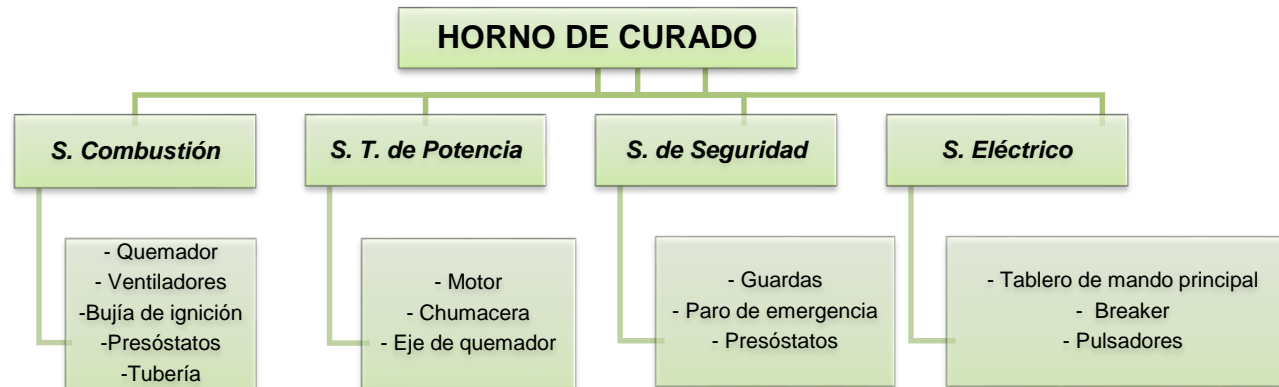 HORNO DE CURADO
S. Combustión
S. T. de Potencia
S. de Seguridad
S. Eléctrico
- Quemador
- Ventiladores
-Bujía de ignición
-Presóstatos
-Tubería
- Motor
- Chumacera
- Eje de quemador
- Guardas
- Paro de emergencia
- Presóstatos
- Tablero de mando principal
- Breaker
- Pulsadores